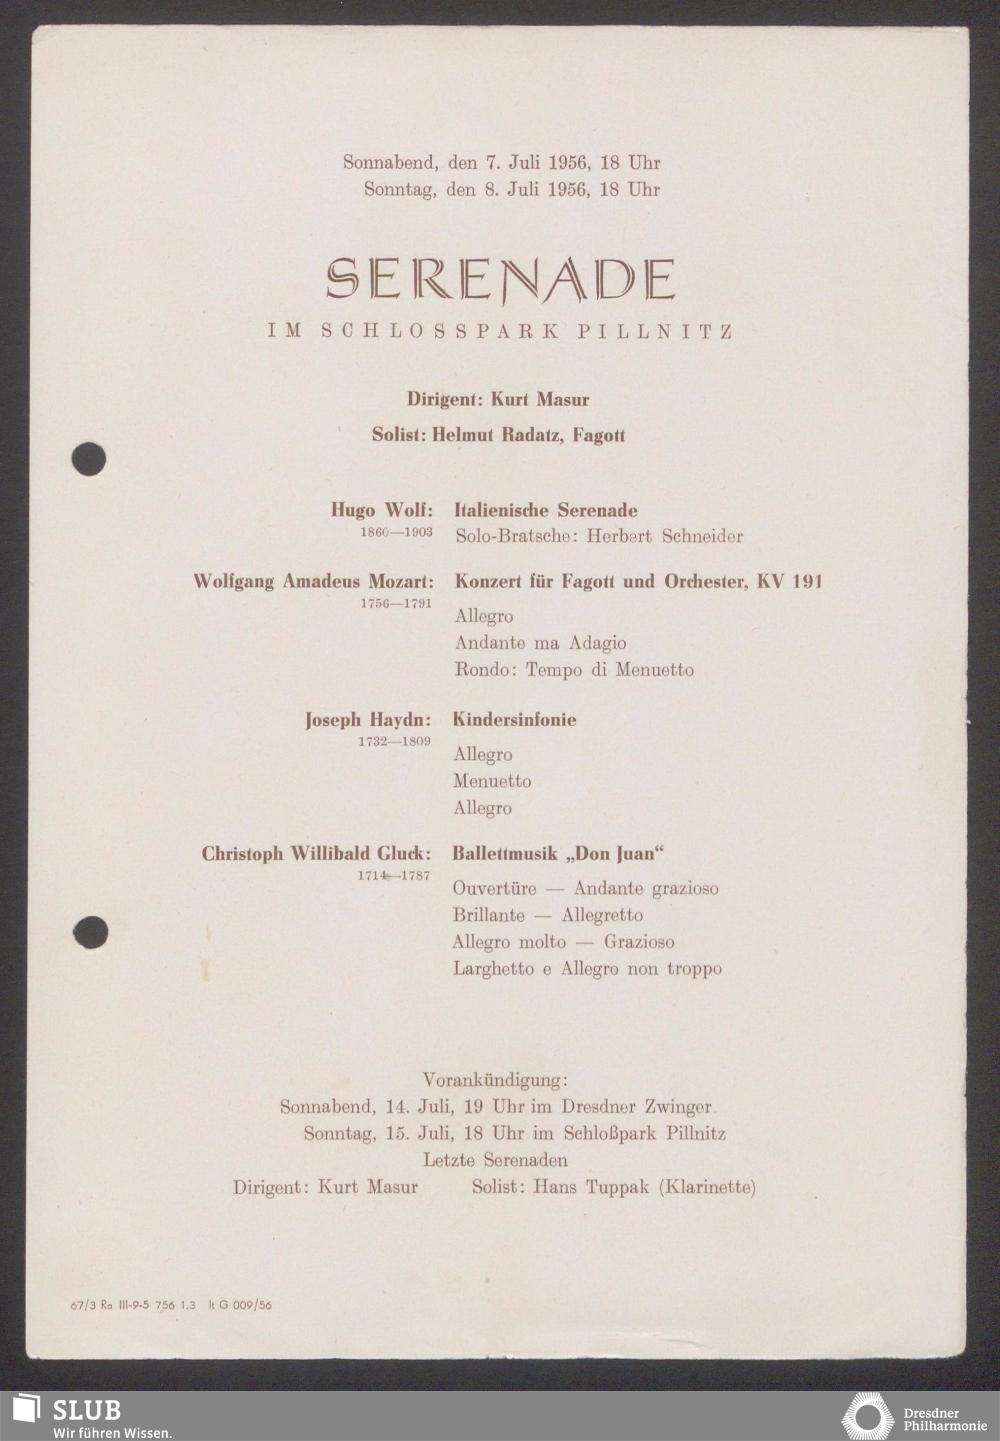 Sonnabend, den 7. Juli 1956, 18 Uhr
Sonntag, den 8. Juli 1956, 18 Uhr
SERENADE
IM SCHLOSSPARK PILLNITZ
Dirigent: Kurt Masur
Solist: Helmut Radatz, Fagott
Hugo Wolf: Italienische Serenade
1860—1903 Solo-Bratsche: Herbert Schneider
Wolfgang Amadeus Mozart: Konzert für Fagott und Orchester, KV 191
1756—1791
Allegro
Andante ma Adagio
Rondo: Tempo di Menuetto
Joseph Haydn: Kindersinfonie
1732—1809
Allegro
Menuetto
Allegro
Christoph Willibald Gluck: Ballettmusik „Don Juan“
1714—1787
Ouvertüre — Andante grazioso
Brillante — Allegretto
Allegro molto — Grazioso
Larghetto e Allegro non troppo
Vorankündigung:
Sonnabend, 14. Juli, 19 Uhr im Dresdner Zwinger
Sonntag, 15. Juli, 18 Uhr im Schloßpark Pillnitz
Letzte Serenaden
Dirigent: Kurt Masur Solist: Hans Tuppak (Klarinette)
67/3 Ra III-9-5 756 1.3 It G 009/56
SLUB
Wir führen Wissen.
Dresdner
Philharmonie